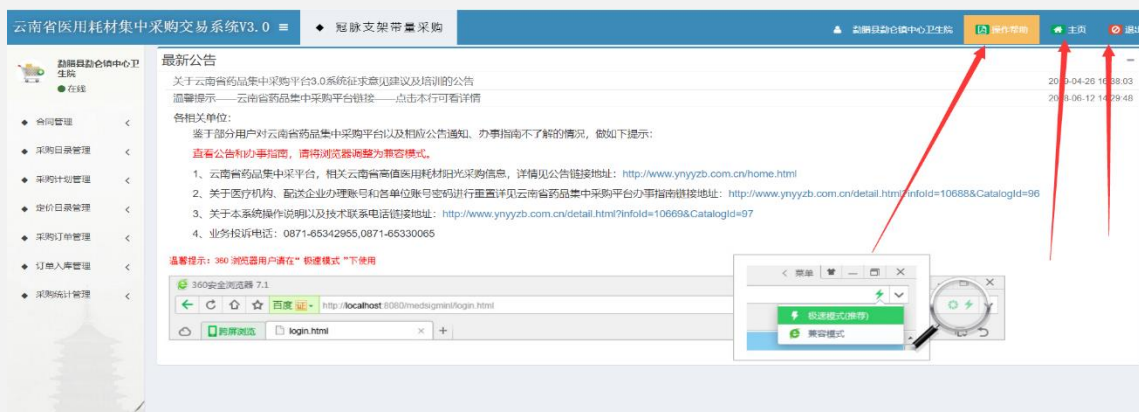 云南省医用耗材集中采购交易系统V3.0 ≡
◆ 冠脉支架带量采购
勐腊县勐仑镇中心卫生院
操作帮助
主页
退出
勐腊县勐仑镇中心卫生院
●在线
◆ 合同管理
◆ 采购目录管理
◆ 采购计划管理
◆ 定价目录管理
◆ 采购订单管理
◆ 订单入库管理
◆ 采购统计管理
最新公告
关于云南省药品集中采购平台3.0系统征求意见建议及培训的公告
温馨提示——云南省药品集中采购平台链接——点击本行可看详情
各相关单位：
鉴于部分用户对云南省药品集中采购平台以及相应公告通知、办事指南不了解的情况，做如下提示：
查看公告和办事指南，请将浏览器调整为兼容模式。
1、云南省药品集中采平台，相关云南省高值医用耗材阳光采购信息，详情见公告链接地址：http://www.ynyyzb.com.cn/home.html
2、关于医疗机构、配送企业办理账号和各单位账号密码进行重置详见云南省药品集中采购平台办事指南链接地址：http://www.ynyyzb.com.cn/detail.html?infoId=10688&CatalogId=96
3、关于本系统操作说明以及技术联系电话链接地址：http://www.ynyyzb.com.cn/detail.html?infoId=10669&CatalogId=97
4、业务投诉电话：0871-65342955,0871-65330065
温馨提示：360 浏览器用户请在“ 极速模式 ”下使用
360安全浏览器 7.1
百度 证 http://localhost:8080/medsigminl/login.html
跨屏浏览 login.html × +
菜单
极速模式(推荐)
兼容模式